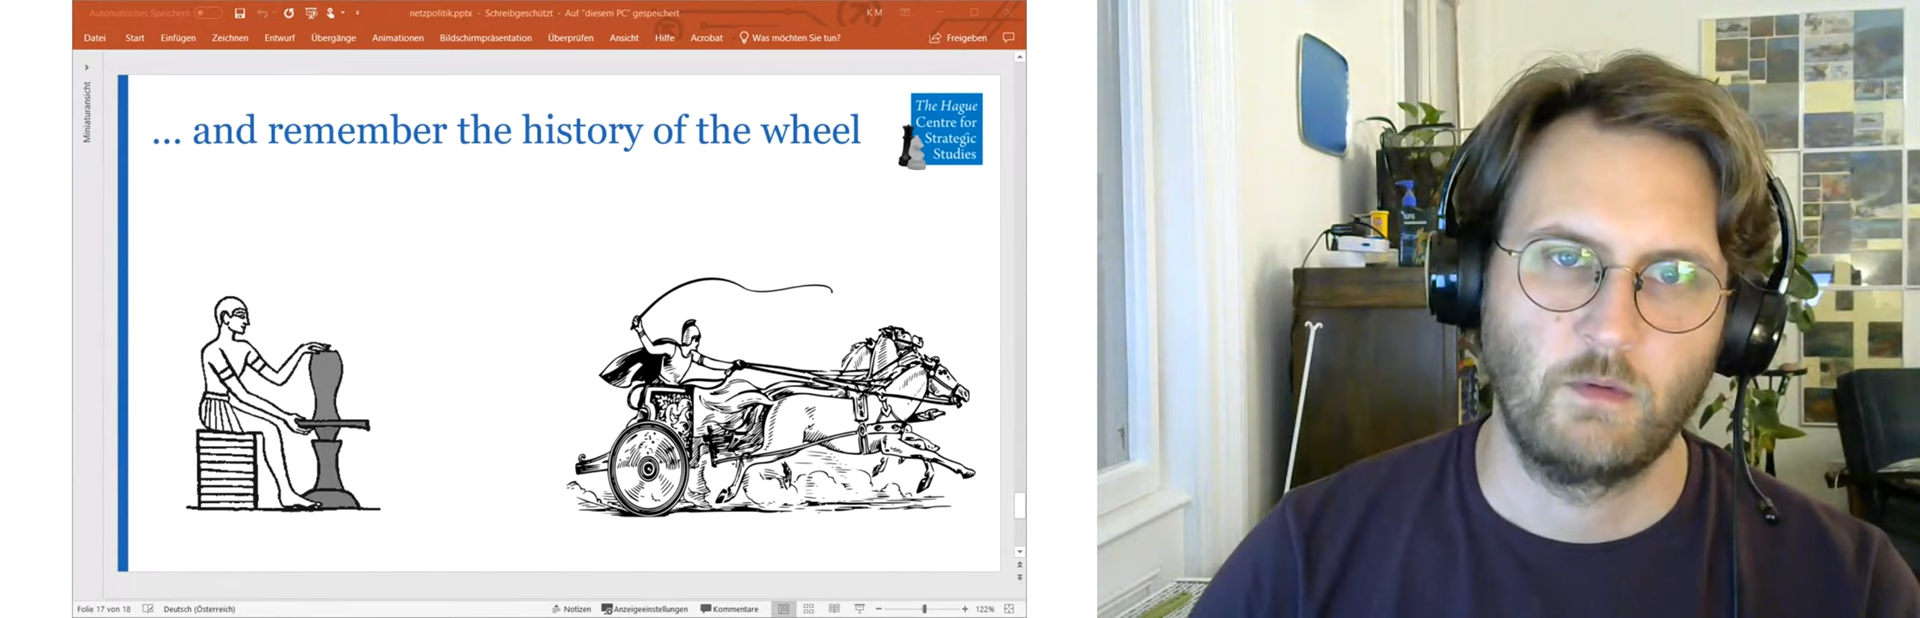 Automatisches Speichern
netzpolitik.pptx - Schreibgeschützt - Auf "diesem PC" gespeichert
K M
Datei Start Einfügen Zeichnen Entwurf Übergänge Animationen Bildschirmpräsentation Überprüfen Ansicht Hilfe Acrobat Was möchten Sie tun? Freigeben
Miniaturansicht
... and remember the history of the wheel
The Hague
Centre for
Strategic
Studies
Folie 17 von 18 Deutsch (Österreich) Notizen Anzeigeeinstellungen Kommentare 122%